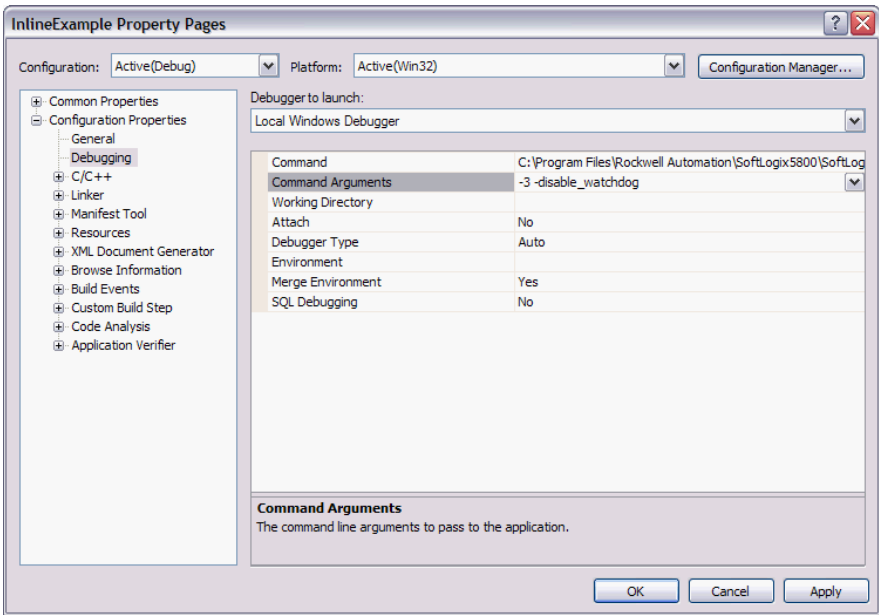 InlineExample Property Pages
Configuration: Active(Debug) Platform: Active(Win32) Configuration Manager...
Common Properties
Configuration Properties
General
Debugging
C/C++
Linker
Manifest Tool
Resources
XML Document Generator
Browse Information
Build Events
Custom Build Step
Code Analysis
Application Verifier
Debugger to launch:
Local Windows Debugger
Command C:\Program Files\Rockwell Automation\SoftLogix5800\SoftLog
Command Arguments -3 -disable_watchdog
Working Directory
Attach No
Debugger Type Auto
Environment
Merge Environment Yes
SQL Debugging No
Command Arguments
The command line arguments to pass to the application.
OK Cancel Apply